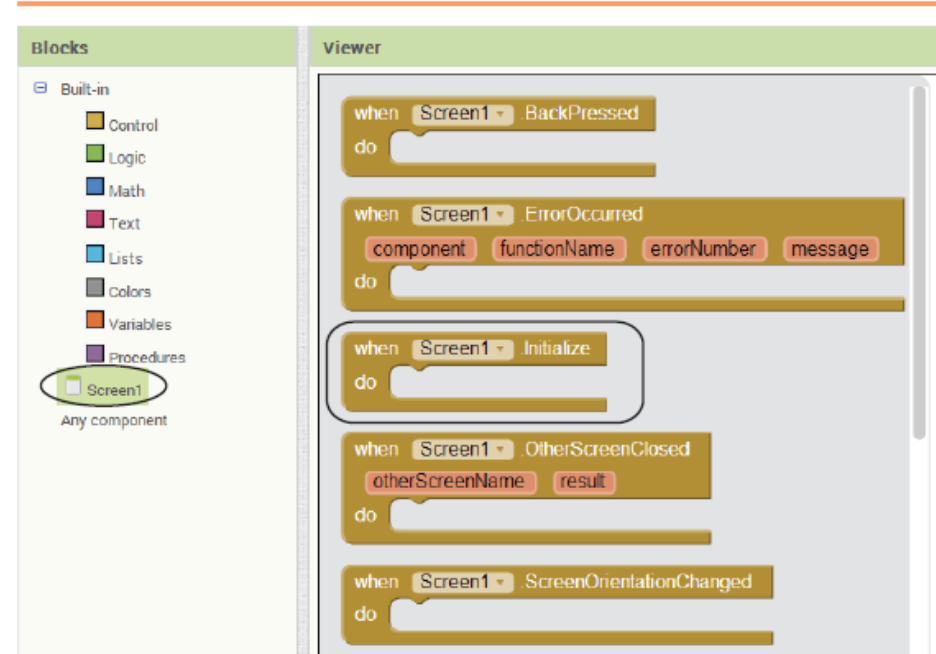 Blocks
Built-in
Control
Logic
Math
Text
Lists
Colors
Variables
Procedures
Screen1
Any component
Viewer
when Screen1 .BackPressed
do
when Screen1 .ErrorOccurred
component functionName errorNumber message
do
when Screen1 .Initialize
do
when Screen1 .OtherScreenClosed
otherScreenName result
do
when Screen1 .ScreenOrientationChanged
do